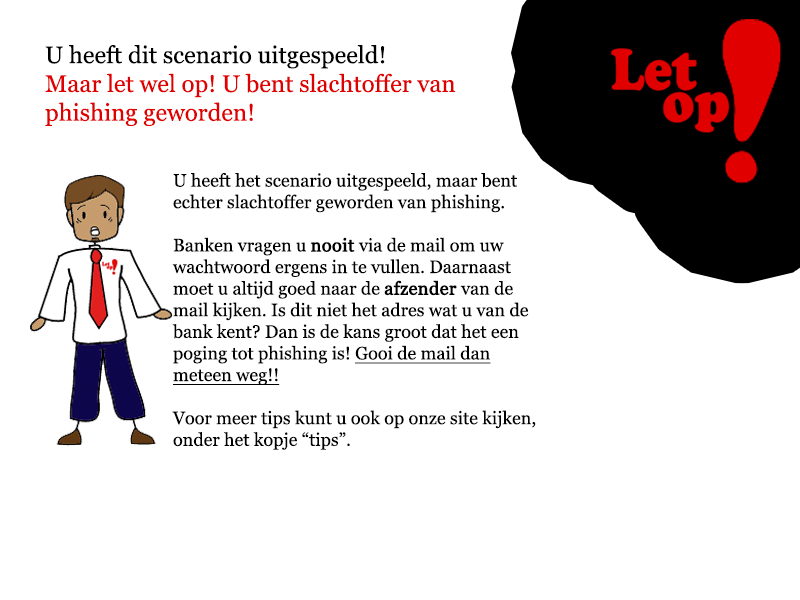 U heeft dit scenario uitgespeeld!
Maar let wel op! U bent slachtoffer van
phishing geworden!
Let
op!
U heeft het scenario uitgespeeld, maar bent
echter slachtoffer geworden van phishing.
Banken vragen u nooit via de mail om uw
wachtwoord ergens in te vullen. Daarnaast
moet u altijd goed naar de afzender van de
mail kijken. Is dit niet het adres wat u van de
bank kent? Dan is de kans groot dat het een
poging tot phishing is! Gooi de mail dan
meteen weg!!
Voor meer tips kunt u ook op onze site kijken,
onder het kopje “tips”.